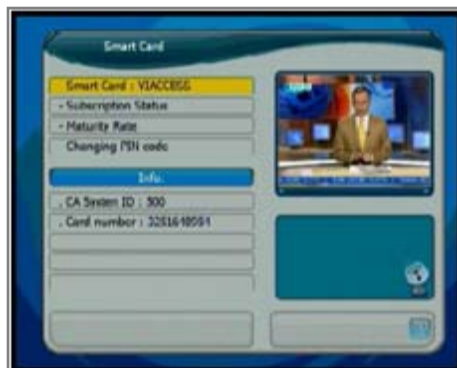 Smart Card
Smart Card : VIACCESS
- Subscription Status
- Maturity Rate
Changing PIN code
Info.
. CA System ID : 500
. Card number :